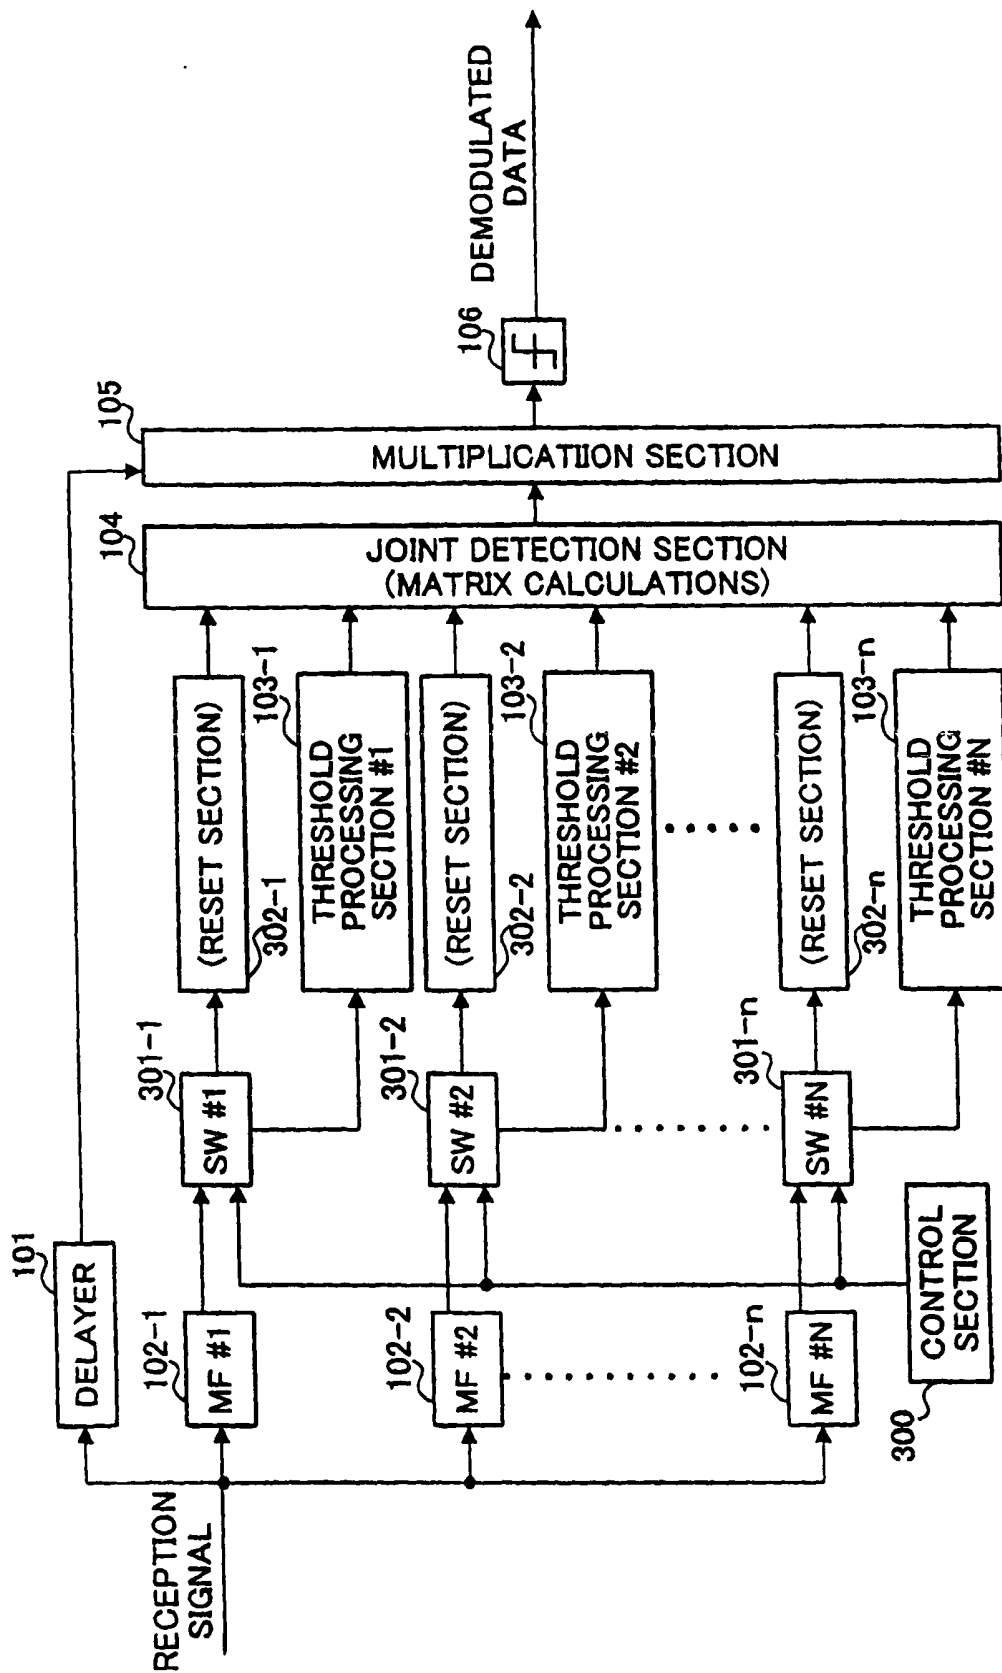 RECEPTION
SIGNAL
101
DELAYER
102-1
MF #1
102-2
MF #2
102-n
MF #N
300
CONTROL
SECTION
301-1
SW #1
301-2
SW #2
301-n
SW #N
302-1
(RESET SECTION)
103-1
THRESHOLD
PROCESSING
SECTION #1
302-2
(RESET SECTION)
103-2
THRESHOLD
PROCESSING
SECTION #2
302-n
(RESET SECTION)
103-n
THRESHOLD
PROCESSING
SECTION #N
104
JOINT DETECTION SECTION
(MATRIX CALCULATIONS)
105
MULTIPLICATIION SECTION
106
DEMODULATED
DATA